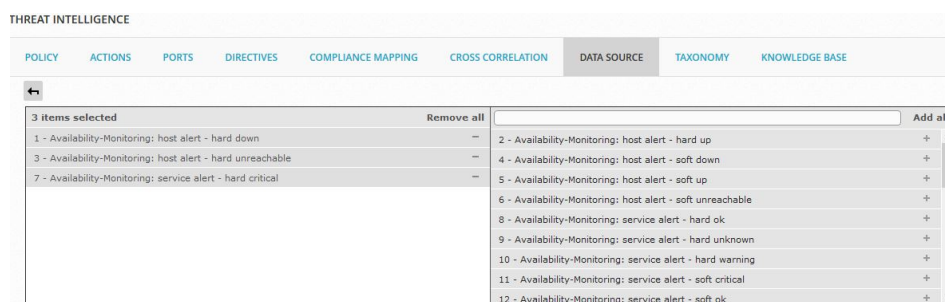 THREAT INTELLIGENCE
POLICY ACTIONS PORTS DIRECTIVES COMPLIANCE MAPPING CROSS CORRELATION DATA SOURCE TAXONOMY KNOWLEDGE BASE
3 items selected Remove all
1 - Availability-Monitoring: host alert - hard down −
3 - Availability-Monitoring: host alert - hard unreachable −
7 - Availability-Monitoring: service alert - hard critical −
Add al
2 - Availability-Monitoring: host alert - hard up +
4 - Availability-Monitoring: host alert - soft down +
5 - Availability-Monitoring: host alert - soft up +
6 - Availability-Monitoring: host alert - soft unreachable +
8 - Availability-Monitoring: service alert - hard ok +
9 - Availability-Monitoring: service alert - hard unknown +
10 - Availability-Monitoring: service alert - hard warning +
11 - Availability-Monitoring: service alert - soft critical +
12 - Availability-Monitoring: service alert - soft ok +